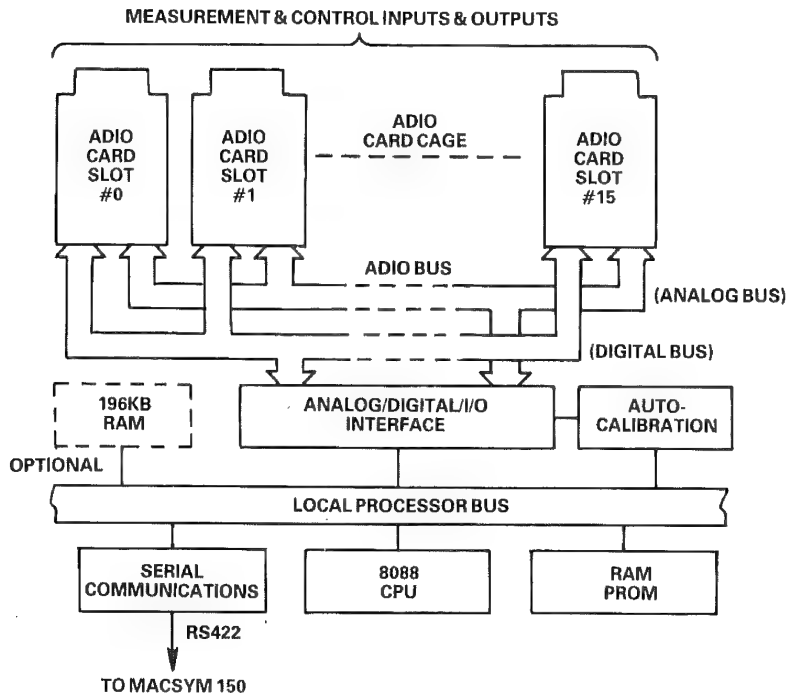 MEASUREMENT & CONTROL INPUTS & OUTPUTS
ADIO
CARD
SLOT
#0
ADIO
CARD
SLOT
#1
ADIO
CARD CAGE
ADIO
CARD
SLOT
#15
ADIO BUS
(ANALOG BUS)
(DIGITAL BUS)
196KB
RAM
OPTIONAL
ANALOG/DIGITAL/I/O
INTERFACE
AUTO-
CALIBRATION
LOCAL PROCESSOR BUS
SERIAL
COMMUNICATIONS
8088
CPU
RAM
PROM
RS422
TO MACSYM 150